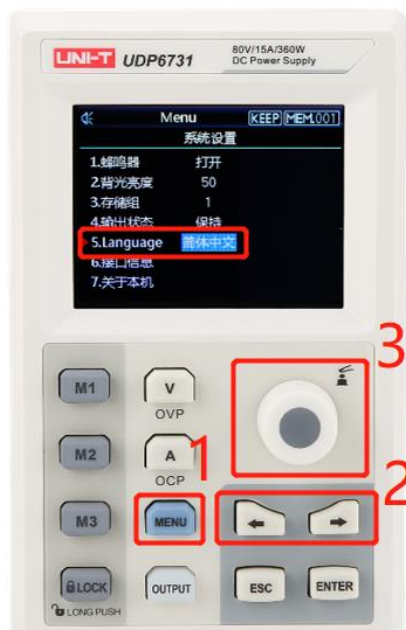 UNI-T UDP6731
80V/15A/360W
DC Power Supply
Menu KEEP MEM.001
系统设置
1.蜂鸣器 打开
2.背光亮度 50
3.存储组 1
4.输出状态 保持
5.Language 简体中文
6.接口信息
7.关于本机
3
M1 V
OVP
M2 A 1
OCP
2
M3 MENU
LOCK OUTPUT ESC ENTER
LONG PUSH